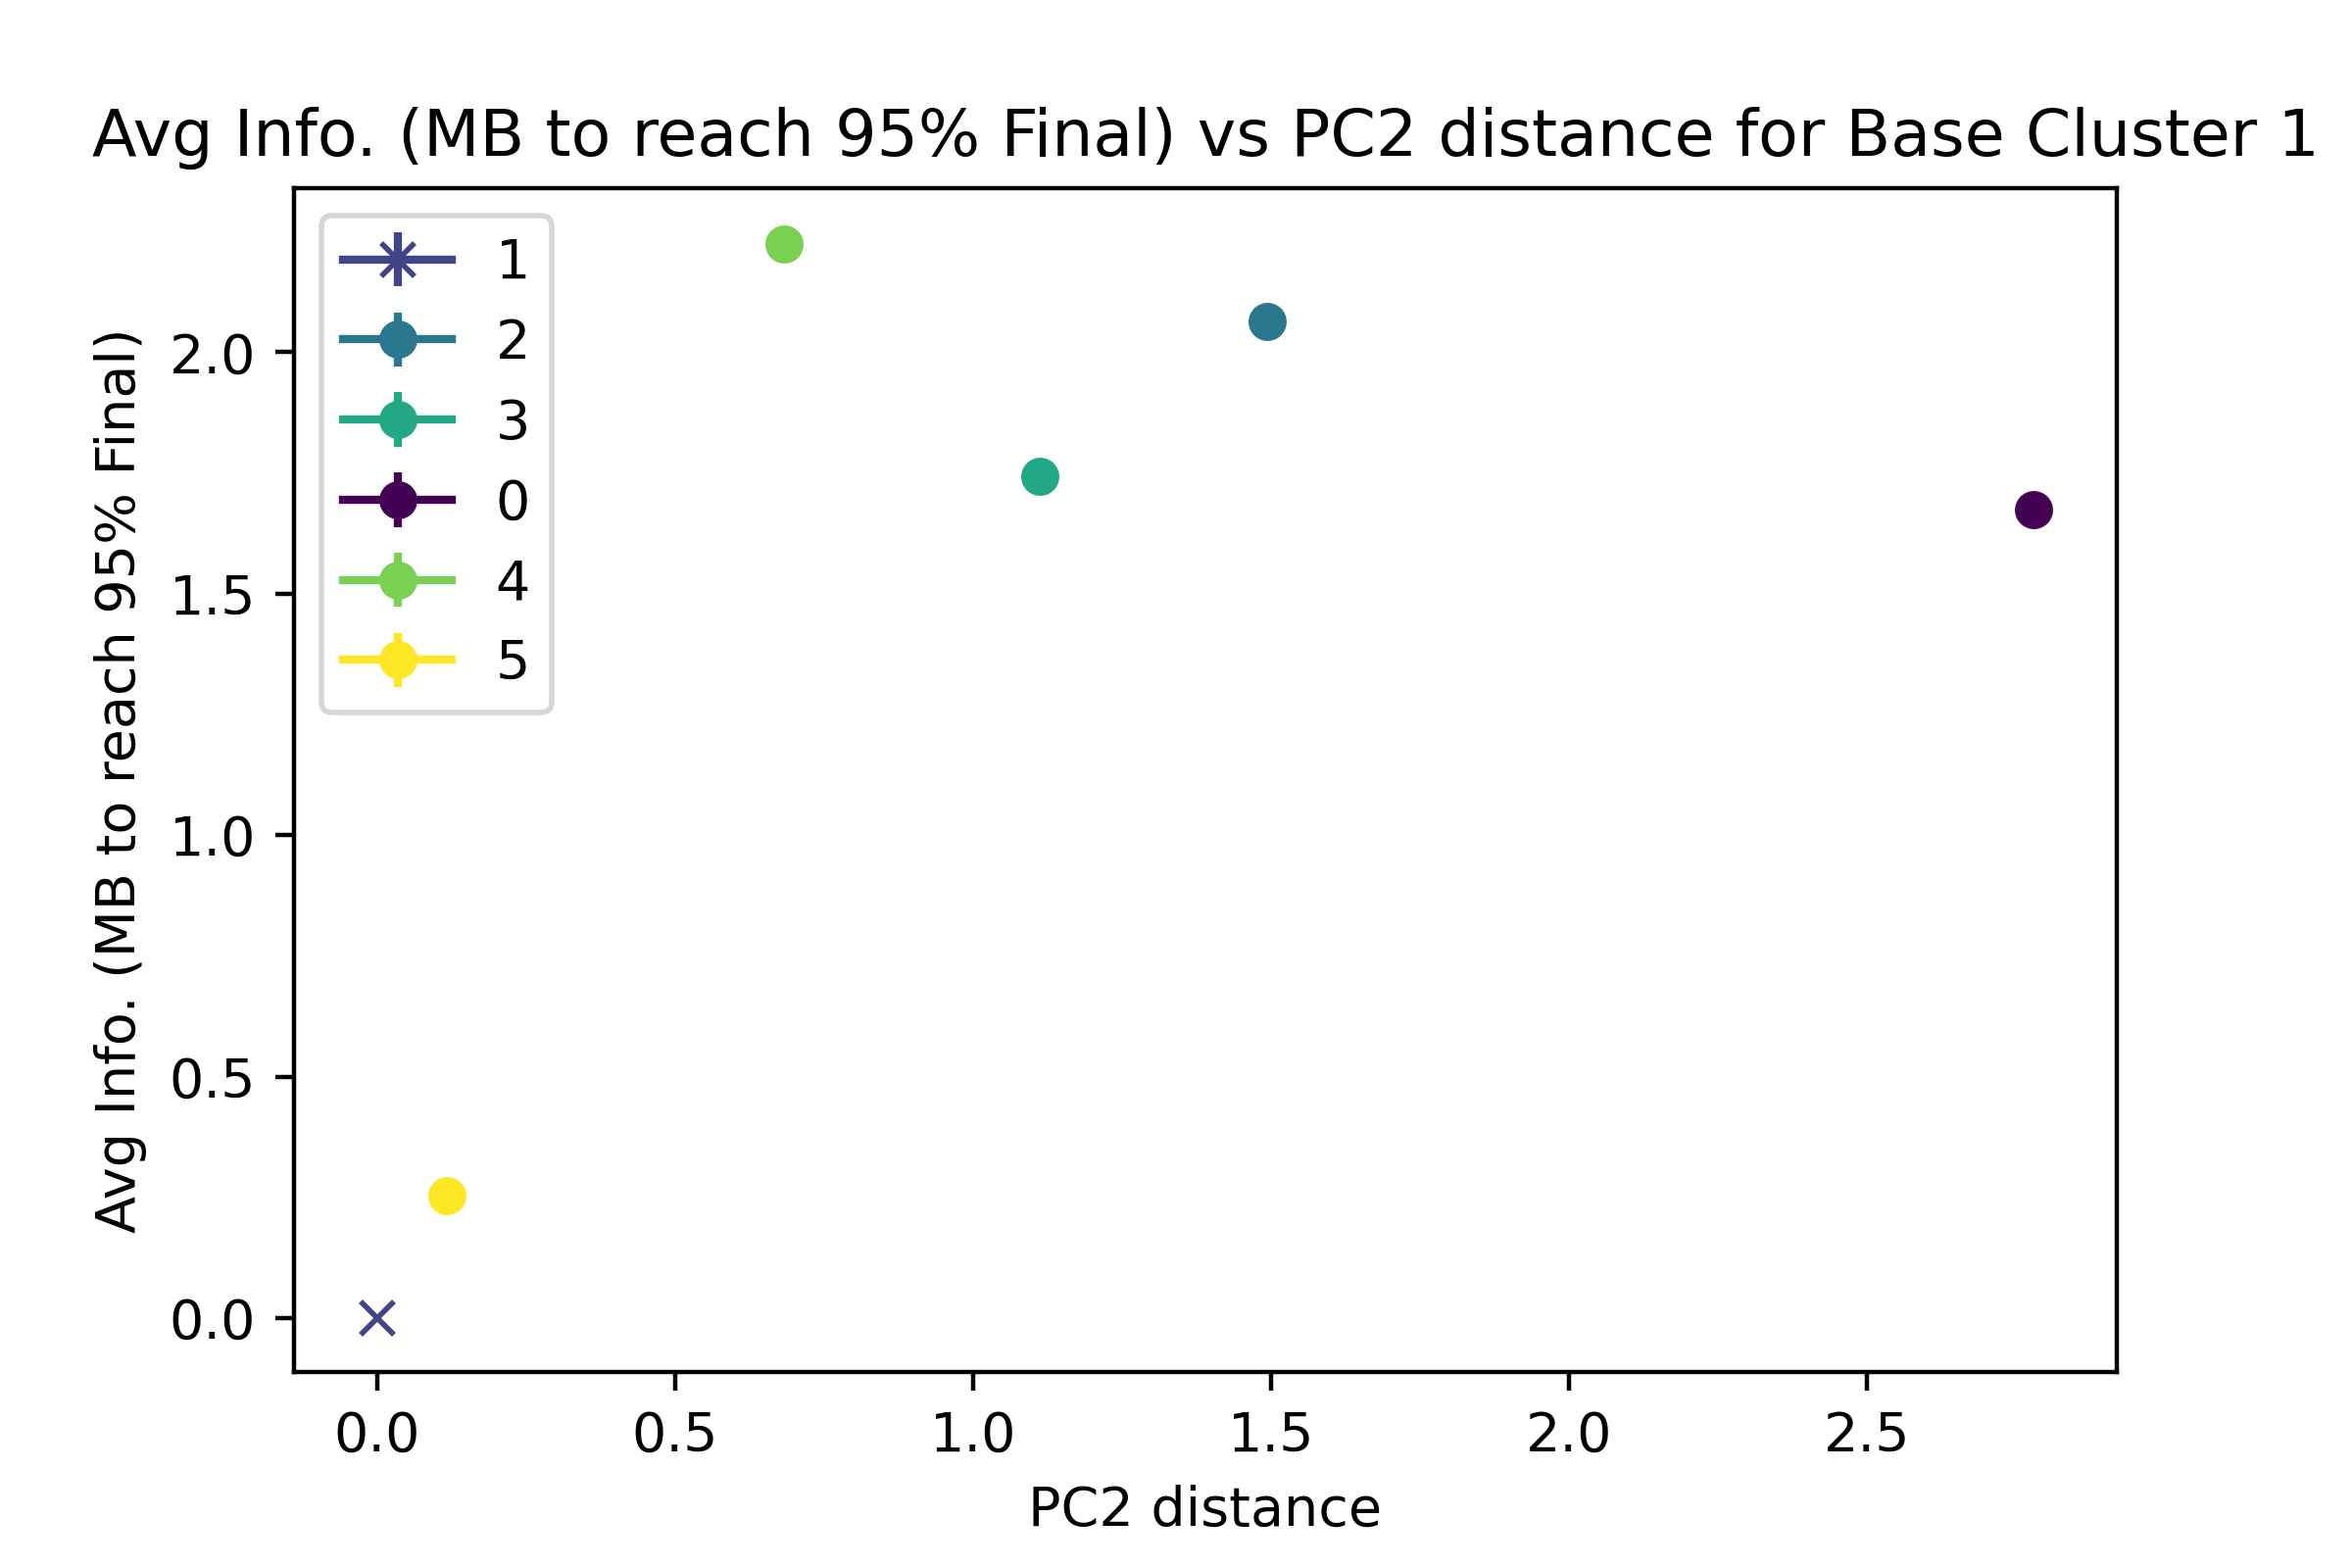 Avg Info. (MB to reach 95% Final) vs PC2 distance for Base Cluster 1
1
2
3
0
4
5
Avg Info. (MB to reach 95% Final)
2.0
1.5
1.0
0.5
0.0
0.0 0.5 1.0 1.5 2.0 2.5
PC2 distance